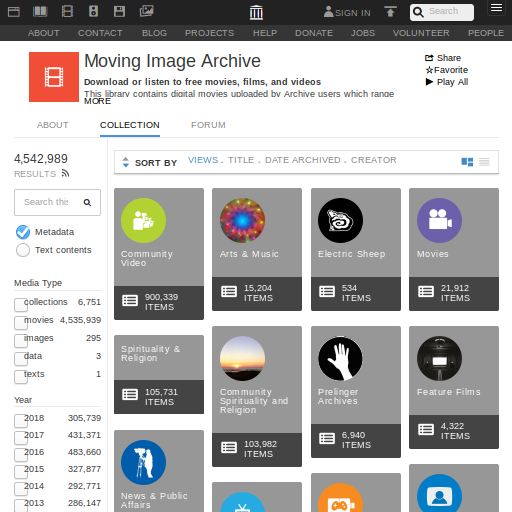 SIGN IN
Search
ABOUT CONTACT BLOG PROJECTS HELP DONATE JOBS VOLUNTEER PEOPLE
Moving Image Archive
Download or listen to free movies, films, and videos
This library contains digital movies uploaded by Archive users which range
MORE
Share
Favorite
Play All
ABOUT COLLECTION FORUM
4,542,989
RESULTS
Search thi
Metadata
Text contents
Media Type
collections 6,751
movies 4,535,939
images 295
data 3
texts 1
Year
2018 305,739
2017 431,371
2016 483,660
2015 327,877
2014 292,771
2013 286,147
SORT BY VIEWS . TITLE . DATE ARCHIVED . CREATOR
Community
Video
900,339
ITEMS
Arts & Music
15,204
ITEMS
Electric Sheep
534
ITEMS
Movies
21,912
ITEMS
Spirituality &
Religion
105,731
ITEMS
Community
Spirituality and
Religion
103,982
ITEMS
Prelinger
Archives
6,940
ITEMS
Feature Films
4,322
ITEMS
News & Public
Affairs